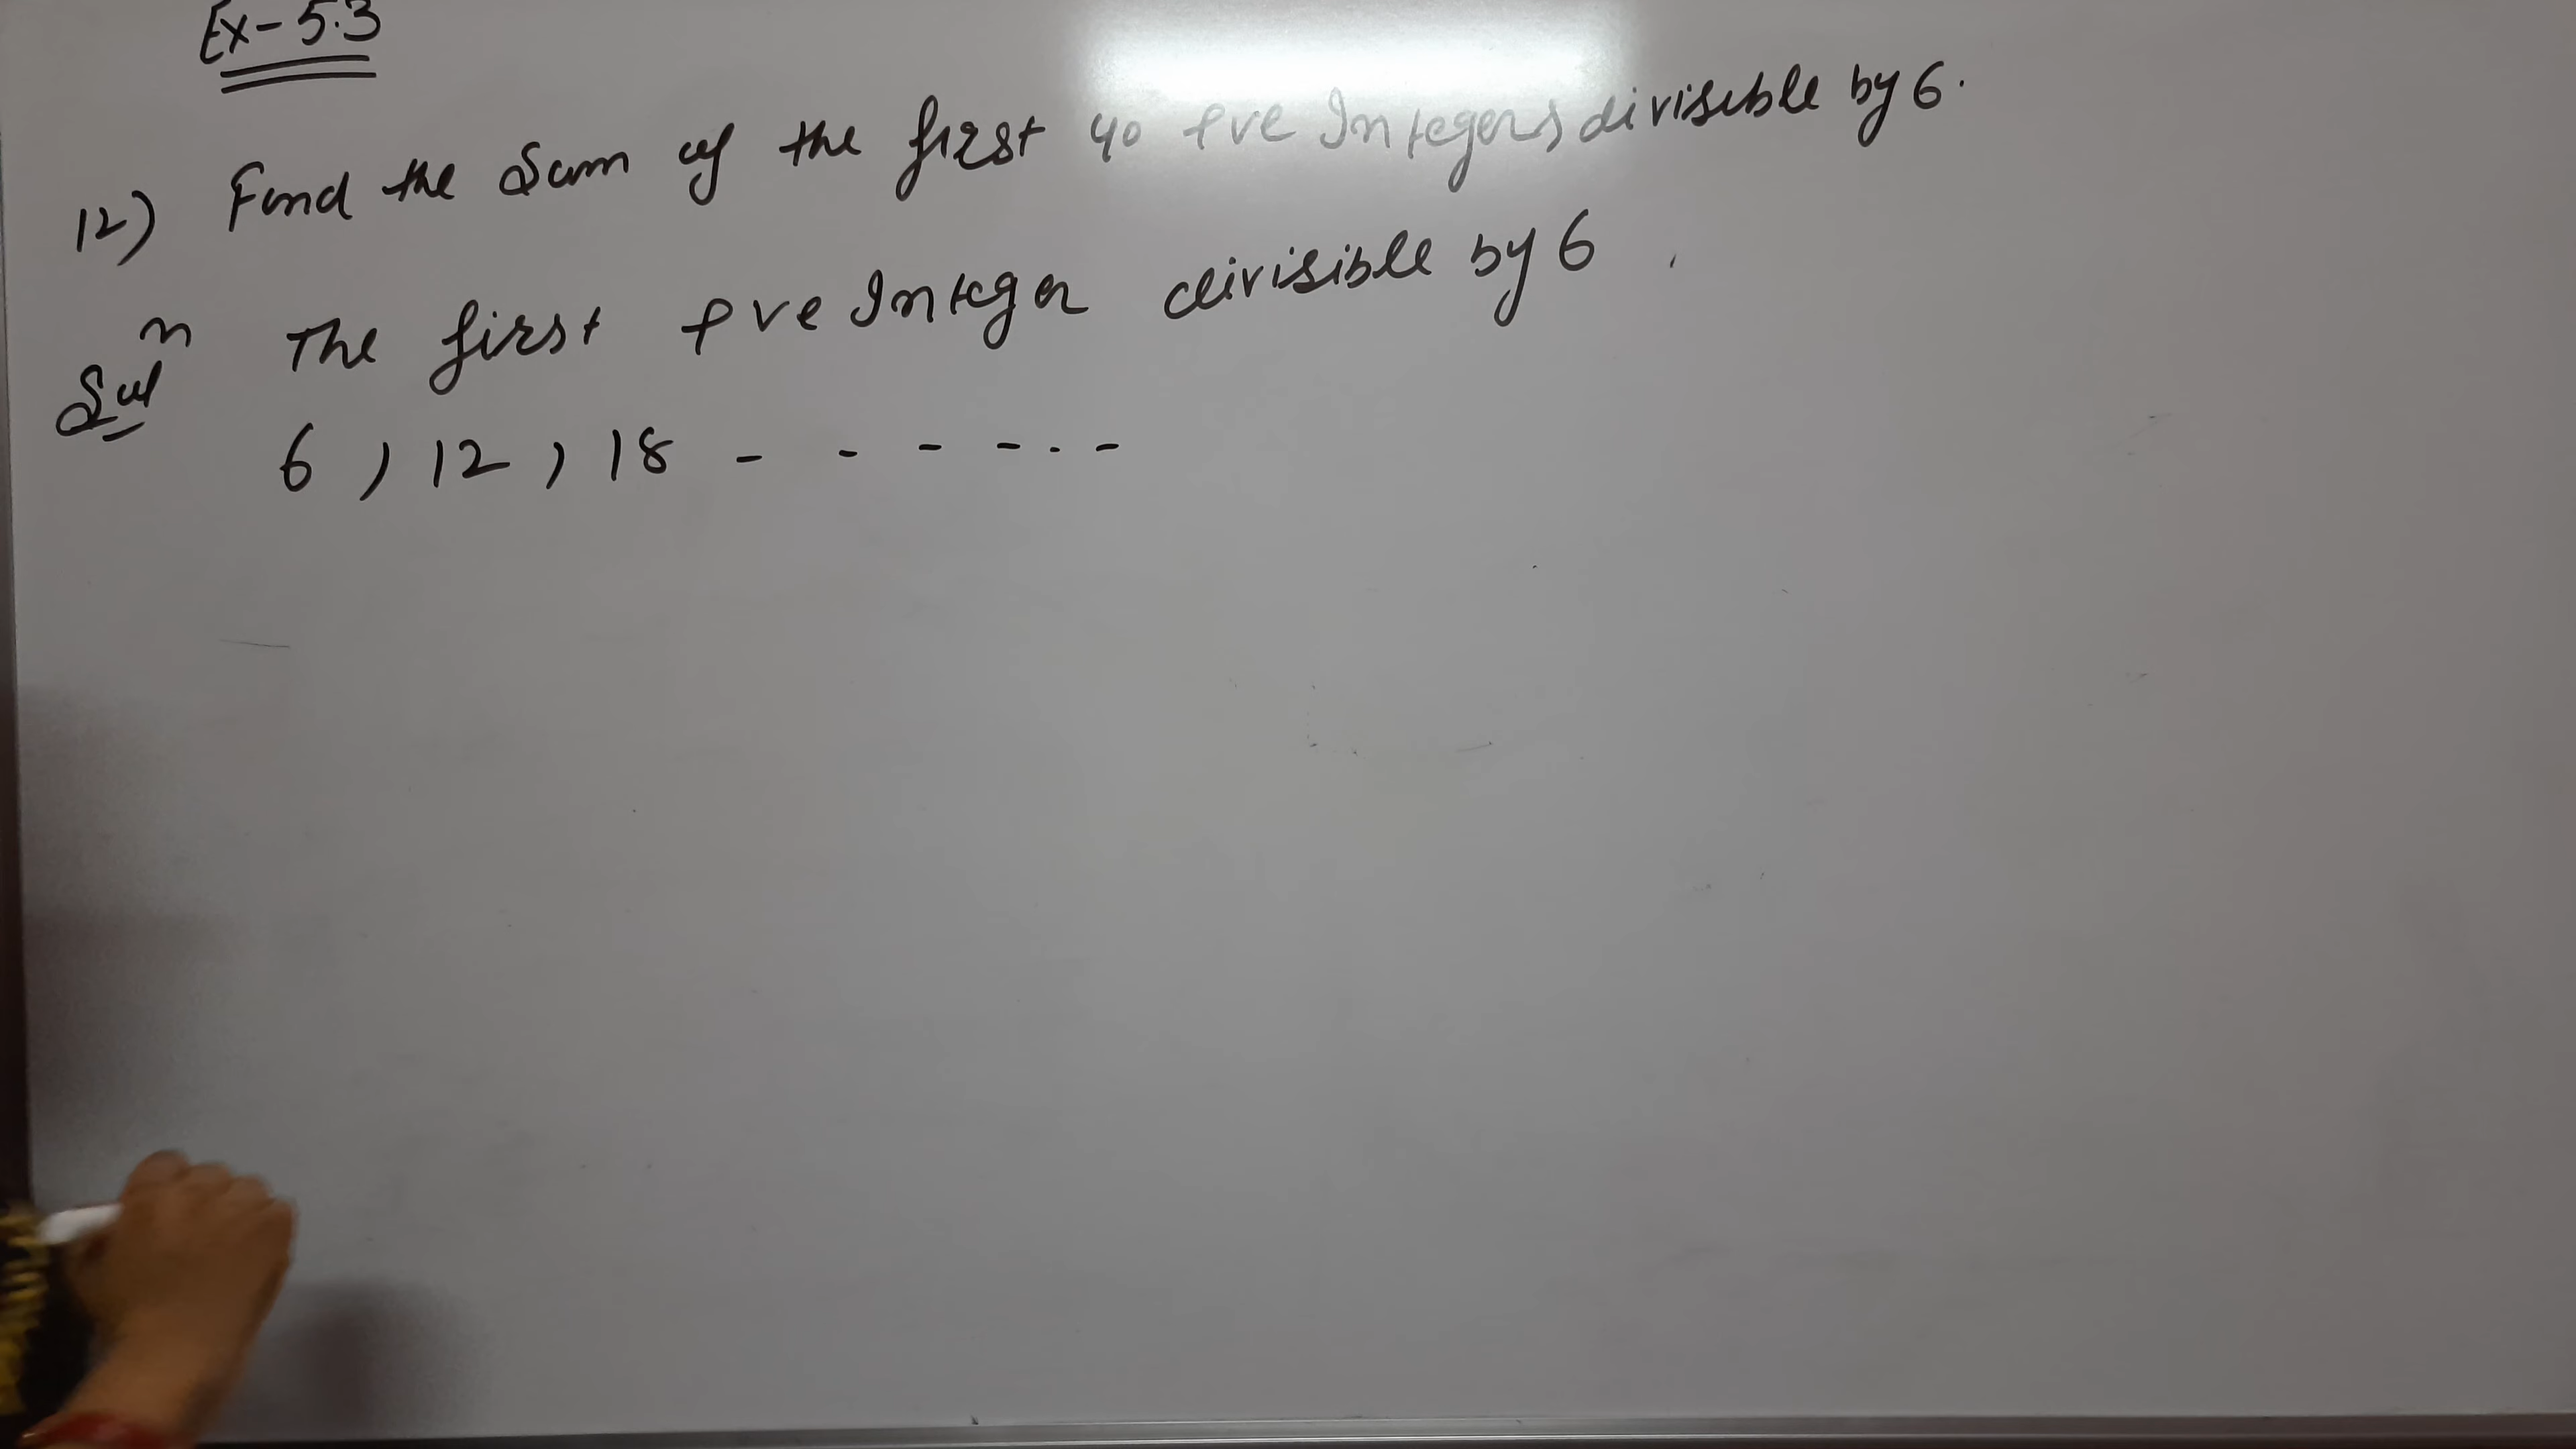 Ex-5.3
12) Find the Sum of the first 40 +ve Integers divisible by 6.
Solⁿ The first +ve Integer divisible by 6
6, 12, 18 - - - - . -